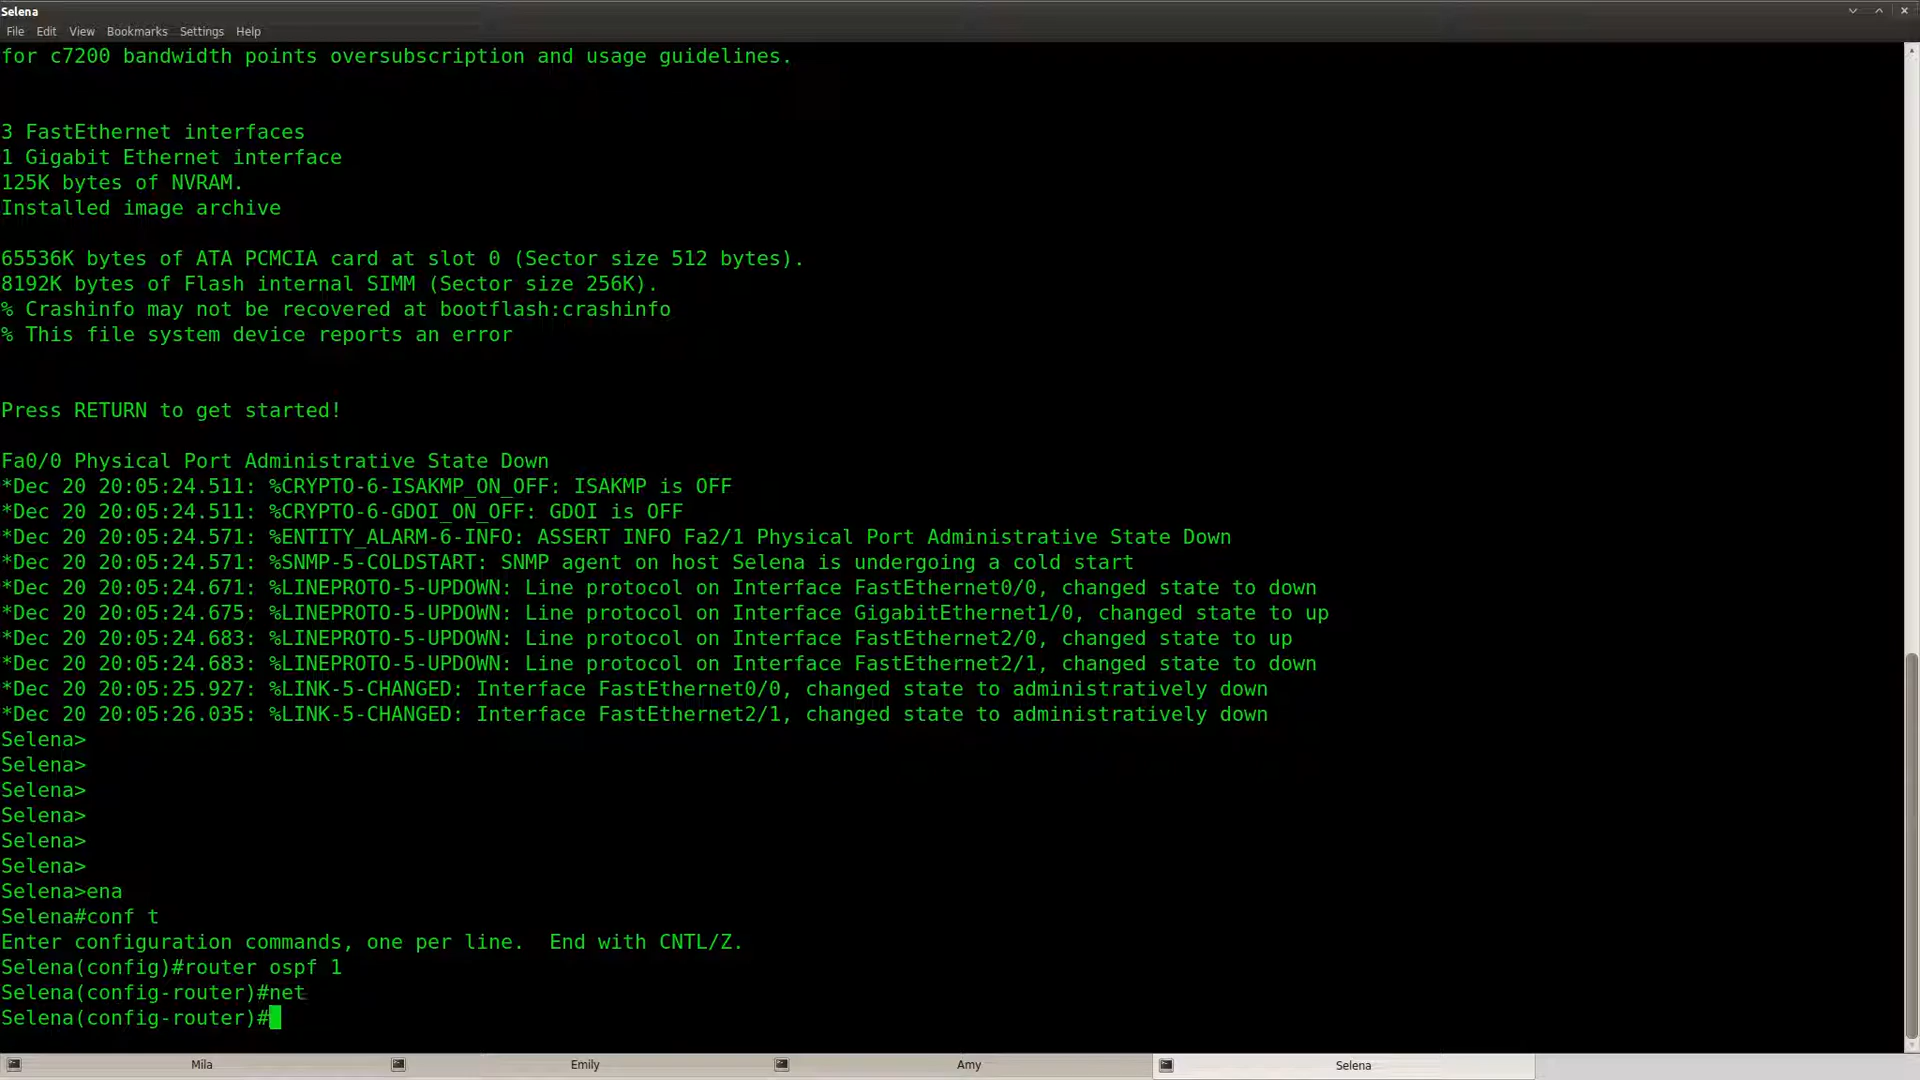 Selena
File Edit View Bookmarks Settings Help
for c7200 bandwidth points oversubscription and usage guidelines.
3 FastEthernet interfaces
1 Gigabit Ethernet interface
125K bytes of NVRAM.
Installed image archive
65536K bytes of ATA PCMCIA card at slot 0 (Sector size 512 bytes).
8192K bytes of Flash internal SIMM (Sector size 256K).
% Crashinfo may not be recovered at bootflash:crashinfo
% This file system device reports an error
Press RETURN to get started!
Fa0/0 Physical Port Administrative State Down
*Dec 20 20:05:24.511: %CRYPTO-6-ISAKMP_ON_OFF: ISAKMP is OFF
*Dec 20 20:05:24.511: %CRYPTO-6-GDOI_ON_OFF: GDOI is OFF
*Dec 20 20:05:24.571: %ENTITY_ALARM-6-INFO: ASSERT INFO Fa2/1 Physical Port Administrative State Down
*Dec 20 20:05:24.571: %SNMP-5-COLDSTART: SNMP agent on host Selena is undergoing a cold start
*Dec 20 20:05:24.671: %LINEPROTO-5-UPDOWN: Line protocol on Interface FastEthernet0/0, changed state to down
*Dec 20 20:05:24.675: %LINEPROTO-5-UPDOWN: Line protocol on Interface GigabitEthernet1/0, changed state to up
*Dec 20 20:05:24.683: %LINEPROTO-5-UPDOWN: Line protocol on Interface FastEthernet2/0, changed state to up
*Dec 20 20:05:24.683: %LINEPROTO-5-UPDOWN: Line protocol on Interface FastEthernet2/1, changed state to down
*Dec 20 20:05:25.927: %LINK-5-CHANGED: Interface FastEthernet0/0, changed state to administratively down
*Dec 20 20:05:26.035: %LINK-5-CHANGED: Interface FastEthernet2/1, changed state to administratively down
Selena>
Selena>
Selena>
Selena>
Selena>
Selena>
Selena>ena
Selena#conf t
Enter configuration commands, one per line.  End with CNTL/Z.
Selena(config)#router ospf 1
Selena(config-router)#net
Selena(config-router)#
Mila Emily Amy Selena